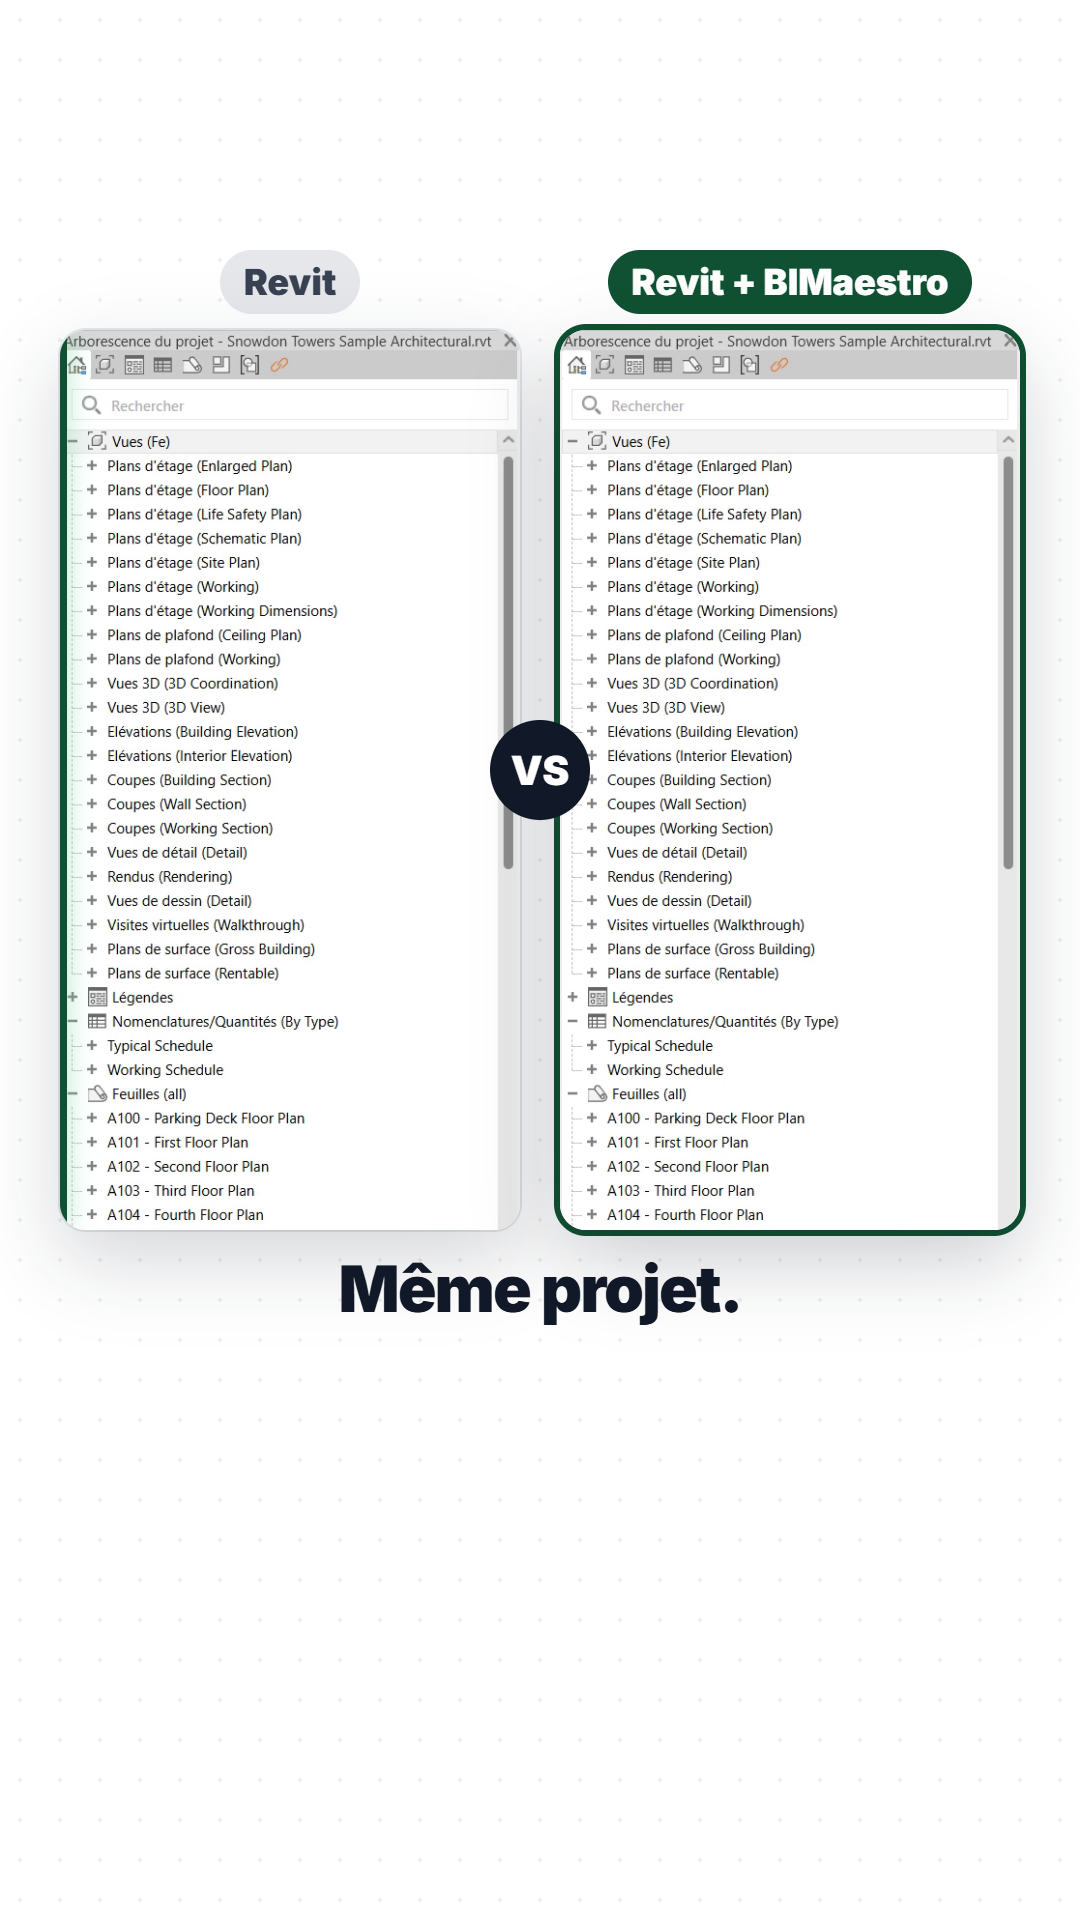 Revit
Arborescence du projet - Snowdon Towers Sample Architectural.rvt
Rechercher
Vues (Fe)
Plans d'étage (Enlarged Plan)
Plans d'étage (Floor Plan)
Plans d'étage (Life Safety Plan)
Plans d'étage (Schematic Plan)
Plans d'étage (Site Plan)
Plans d'étage (Working)
Plans d'étage (Working Dimensions)
Plans de plafond (Ceiling Plan)
Plans de plafond (Working)
Vues 3D (3D Coordination)
Vues 3D (3D View)
Elévations (Building Elevation)
Elévations (Interior Elevation)
Coupes (Building Section)
Coupes (Wall Section)
Coupes (Working Section)
Vues de détail (Detail)
Rendus (Rendering)
Vues de dessin (Detail)
Visites virtuelles (Walkthrough)
Plans de surface (Gross Building)
Plans de surface (Rentable)
Légendes
Nomenclatures/Quantités (By Type)
Typical Schedule
Working Schedule
Feuilles (all)
A100 - Parking Deck Floor Plan
A101 - First Floor Plan
A102 - Second Floor Plan
A103 - Third Floor Plan
A104 - Fourth Floor Plan
VS
Revit + BIMaestro
Arborescence du projet - Snowdon Towers Sample Architectural.rvt
Rechercher
Vues (Fe)
Plans d'étage (Enlarged Plan)
Plans d'étage (Floor Plan)
Plans d'étage (Life Safety Plan)
Plans d'étage (Schematic Plan)
Plans d'étage (Site Plan)
Plans d'étage (Working)
Plans d'étage (Working Dimensions)
Plans de plafond (Ceiling Plan)
Plans de plafond (Working)
Vues 3D (3D Coordination)
Vues 3D (3D View)
Elévations (Building Elevation)
Elévations (Interior Elevation)
Coupes (Building Section)
Coupes (Wall Section)
Coupes (Working Section)
Vues de détail (Detail)
Rendus (Rendering)
Vues de dessin (Detail)
Visites virtuelles (Walkthrough)
Plans de surface (Gross Building)
Plans de surface (Rentable)
Légendes
Nomenclatures/Quantités (By Type)
Typical Schedule
Working Schedule
Feuilles (all)
A100 - Parking Deck Floor Plan
A101 - First Floor Plan
A102 - Second Floor Plan
A103 - Third Floor Plan
A104 - Fourth Floor Plan
Même projet.